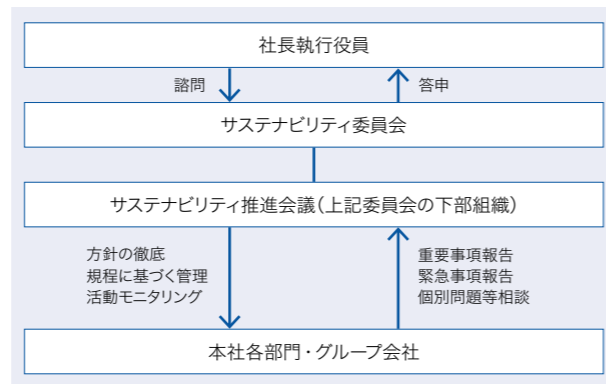 社長執行役員
諮問
答申
サステナビリティ委員会
サステナビリティ推進会議(上記委員会の下部組織)
方針の徹底
規程に基づく管理
活動モニタリング
重要事項報告
緊急事項報告
個別問題等相談
本社各部門・グループ会社